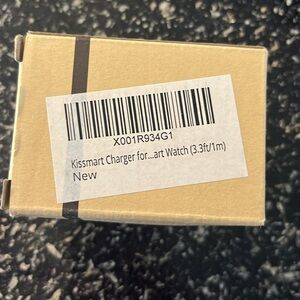 X001R934G1
Kissmart Charger for...art Watch (3.3ft/1m)
New